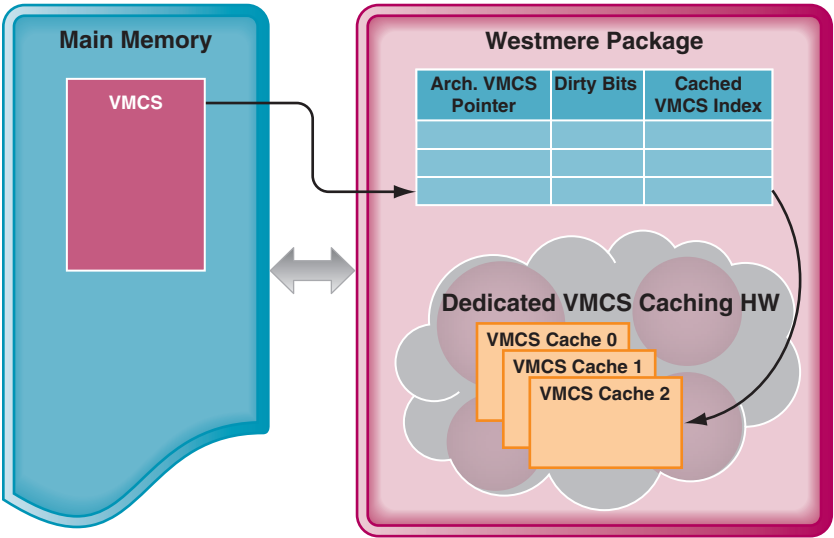 Main Memory
VMCS
Westmere Package
Arch. VMCS
Pointer
Dirty Bits
Cached
VMCS Index
Dedicated VMCS Caching HW
VMCS Cache 0
VMCS Cache 1
VMCS Cache 2